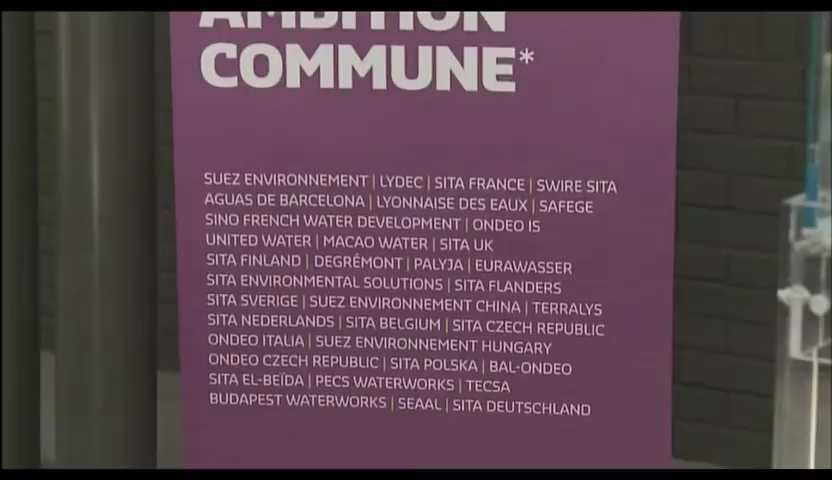 AMBITION
COMMUNE*
SUEZ ENVIRONNEMENT | LYDEC | SITA FRANCE | SWIRE SITA
AGUAS DE BARCELONA | LYONNAISE DES EAUX | SAFEGE
SINO FRENCH WATER DEVELOPMENT | ONDEO IS
UNITED WATER | MACAO WATER | SITA UK
SITA FINLAND | DEGRÉMONT | PALYJA | EURAWASSER
SITA ENVIRONMENTAL SOLUTIONS | SITA FLANDERS
SITA SVERIGE | SUEZ ENVIRONNEMENT CHINA | TERRALYS
SITA NEDERLANDS | SITA BELGIUM | SITA CZECH REPUBLIC
ONDEO ITALIA | SUEZ ENVIRONNEMENT HUNGARY
ONDEO CZECH REPUBLIC | SITA POLSKA | BAL-ONDEO
SITA EL-BEÏDA | PECS WATERWORKS | TECSA
BUDAPEST WATERWORKS | SEAAL | SITA DEUTSCHLAND